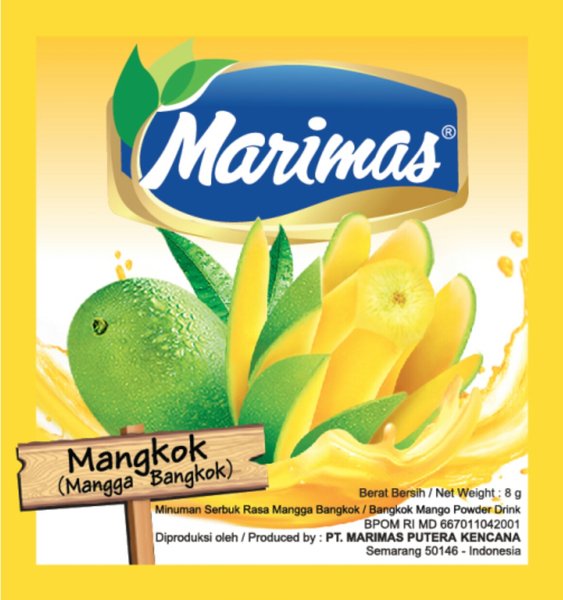 Marimas®
Mangkok
(Mangga Bangkok)
Berat Bersih / Net Weight : 8 g
Minuman Serbuk Rasa Mangga Bangkok / Bangkok Mango Powder Drink
BPOM RI MD 667011042001
Diproduksi oleh / Produced by : PT. MARIMAS PUTERA KENCANA
Semarang 50146 - Indonesia